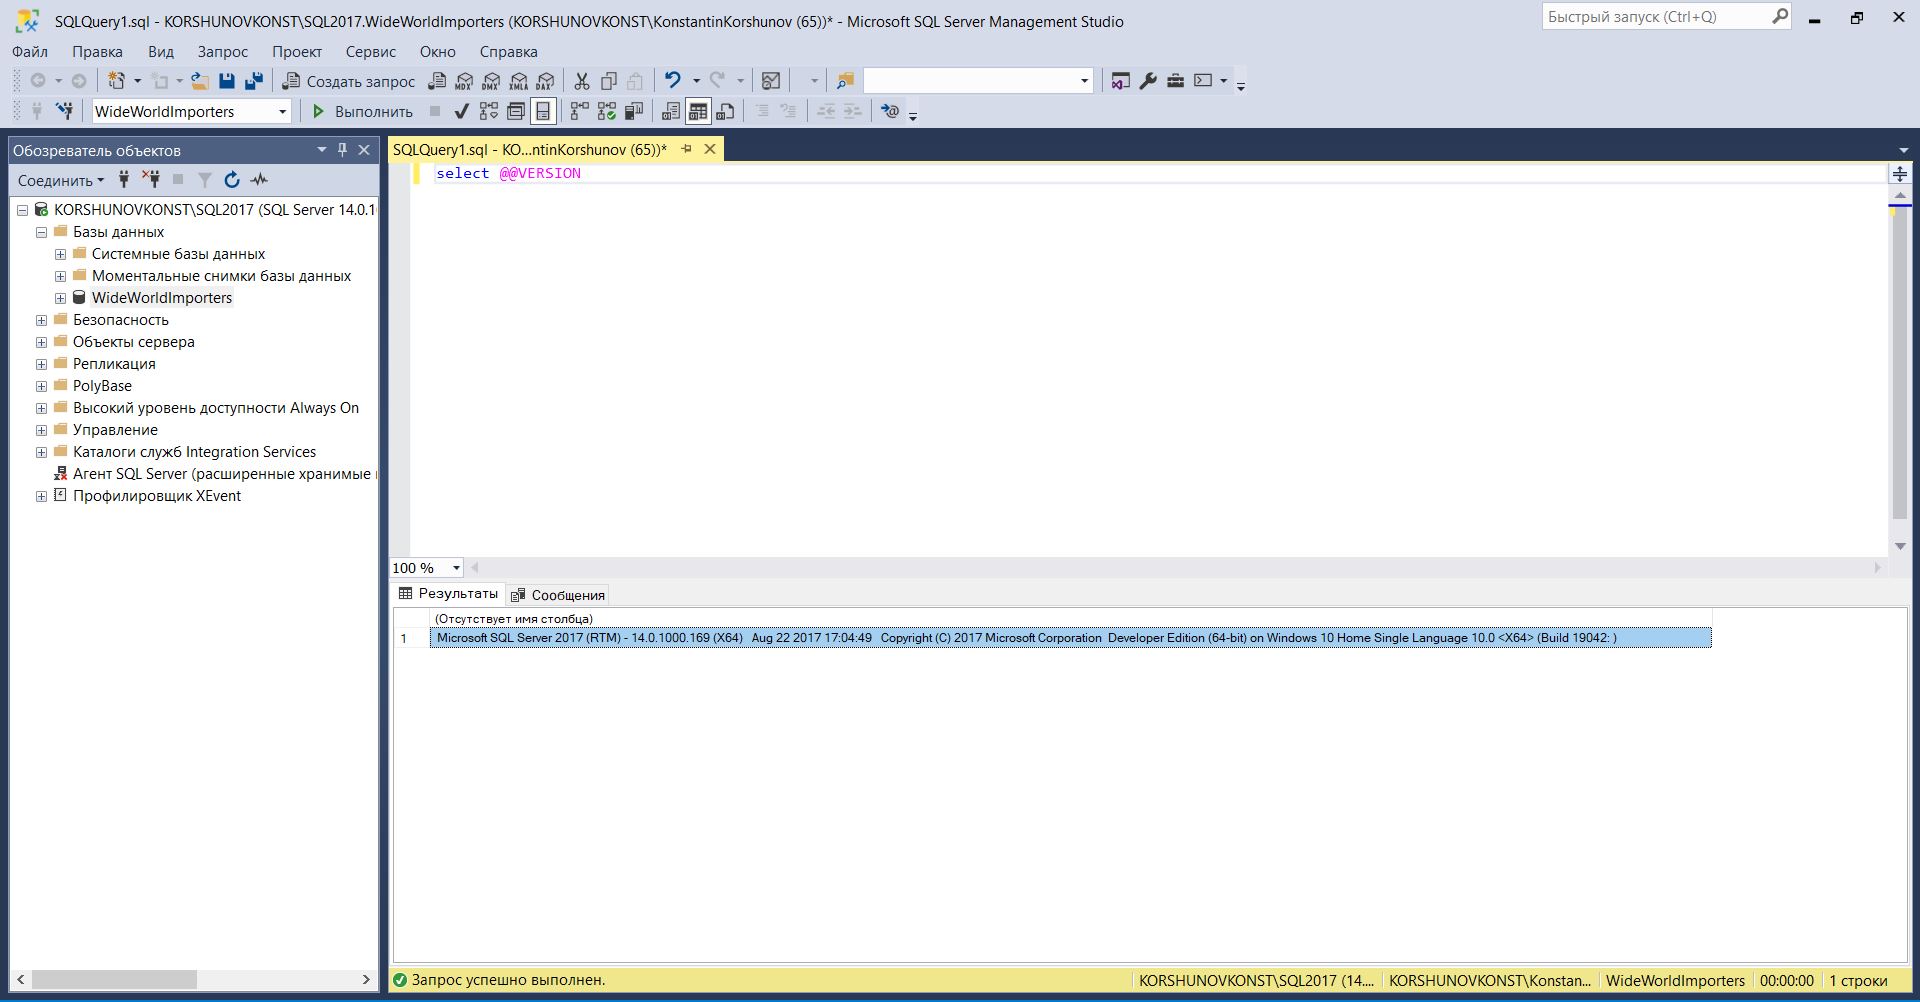 SQLQuery1.sql - KORSHUNOVKONST\SQL2017.WideWorldImporters (KORSHUNOVKONST\KonstantinKorshunov (65))* - Microsoft SQL Server Management Studio
Быстрый запуск (Ctrl+Q)
Файл Правка Вид Запрос Проект Сервис Окно Справка
Создать запрос MDX DMX XMLA DAX
WideWorldImporters Выполнить
Обозреватель объектов
Соединить
KORSHUNOVKONST\SQL2017 (SQL Server 14.0.1
Базы данных
Системные базы данных
Моментальные снимки базы данных
WideWorldImporters
Безопасность
Объекты сервера
Репликация
PolyBase
Высокий уровень доступности Always On
Управление
Каталоги служб Integration Services
Агент SQL Server (расширенные хранимые
Профилировщик XEvent
SQLQuery1.sql - KO...ntinKorshunov (65))*
select @@VERSION
100 %
Результаты Сообщения
(Отсутствует имя столбца)
1 Microsoft SQL Server 2017 (RTM) - 14.0.1000.169 (X64) Aug 22 2017 17:04:49 Copyright (C) 2017 Microsoft Corporation Developer Edition (64-bit) on Windows 10 Home Single Language 10.0 <X64> (Build 19042: )
Запрос успешно выполнен. KORSHUNOVKONST\SQL2017 (14.... KORSHUNOVKONST\Konstan... WideWorldImporters 00:00:00 1 строки